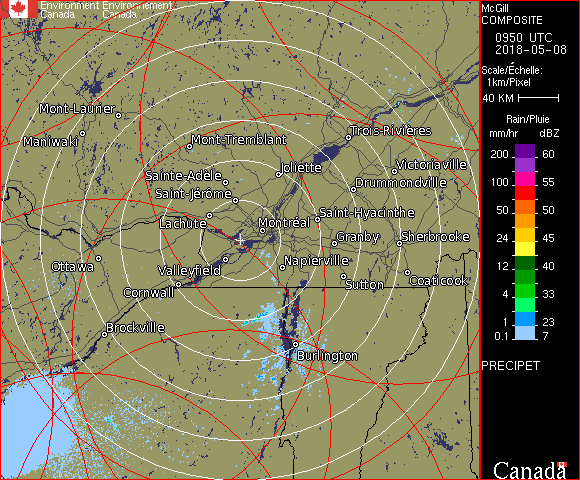 Environment Environnement
Canada Canada
McGill
COMPOSITE
0950 UTC
2018-05-08
Scale/Échelle:
1km/Pixel
40 KM
Rain/Pluie
mm/hr dBZ
200 60
100 55
50 50
24 45
12 40
4 33
1 23
0.1 7
PRECIPET
Canada
Mont-Laurier
Maniwaki
Mont-Tremblant
Trois-Rivières
Sainte-Adèle
Joliette
Victoriaville
Saint-Jérôme
Drummondville
Lachute
Montréal
Saint-Hyacinthe
Granby
Sherbrooke
Ottawa
Valleyfield
Napierville
Cornwall
Sutton
Coaticook
Brockville
Burlington